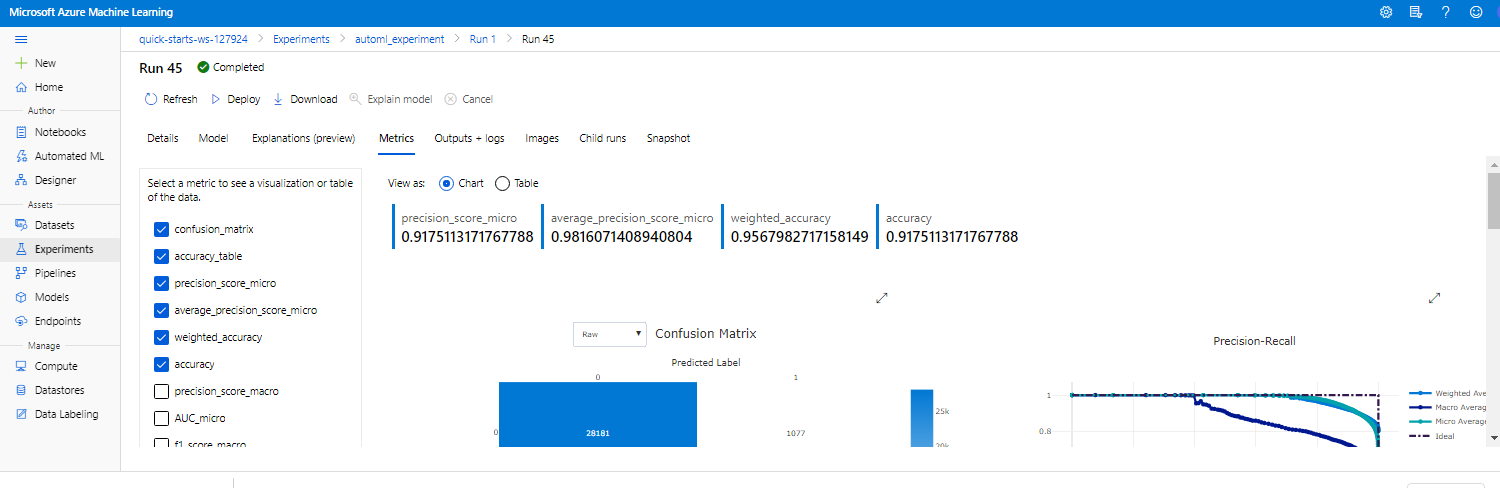 Microsoft Azure Machine Learning
quick-starts-ws-127924 > Experiments > automl_experiment > Run 1 > Run 45
New
Home
Author
Notebooks
Automated ML
Designer
Assets
Datasets
Experiments
Pipelines
Models
Endpoints
Manage
Compute
Datastores
Data Labeling
Run 45 Completed
Refresh Deploy Download Explain model Cancel
Details Model Explanations (preview) Metrics Outputs + logs Images Child runs Snapshot
Select a metric to see a visualization or table
of the data.
confusion_matrix
accuracy_table
precision_score_micro
average_precision_score_micro
weighted_accuracy
accuracy
precision_score_macro
AUC_micro
f1_score_macro
View as: Chart Table
precision_score_micro average_precision_score_micro weighted_accuracy accuracy
0.9175113171767788 0.9816071408940804 0.9567982717158149 0.9175113171767788
Raw Confusion Matrix
Predicted Label
0 1
0 28181 1077
25k
20k
Precision-Recall
1
0.8
Weighted Ave
Macro Averag
Micro Average
Ideal